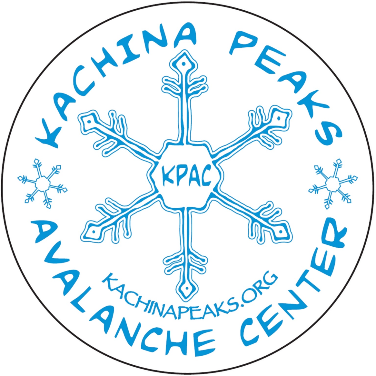 KACHINA PEAKS
KPAC
KACHINAPEAKS.ORG
AVALANCHE CENTER